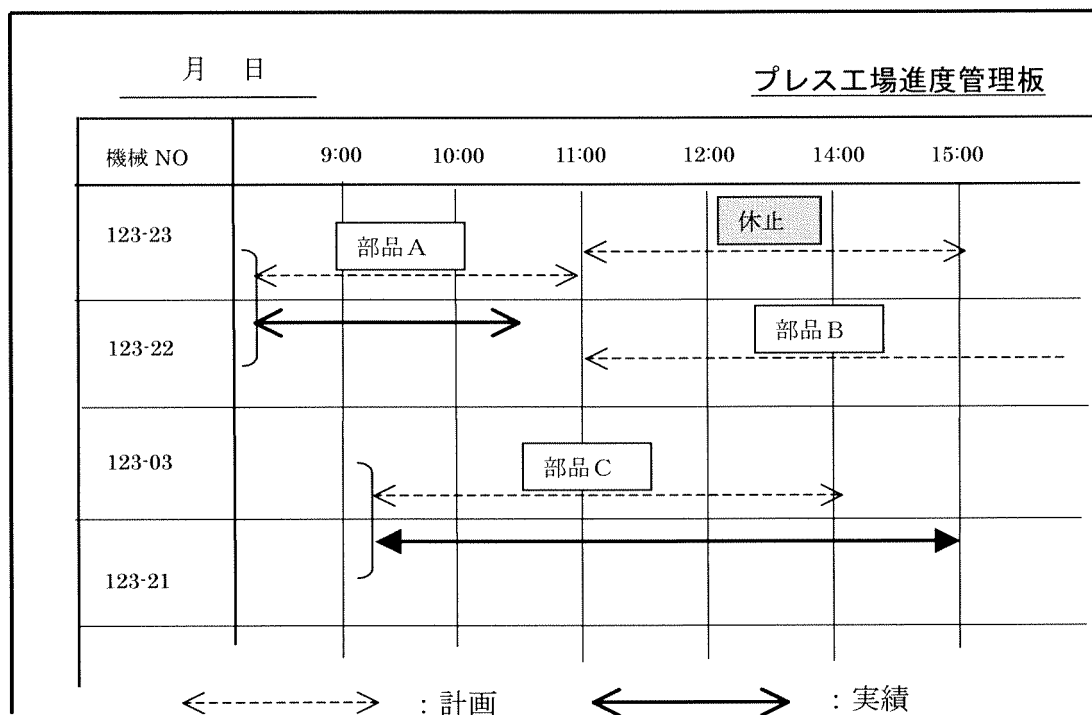 月 日
プレス工場進度管理板
機械 NO 9:00 10:00 11:00 12:00 14:00 15:00
123-23
休止
部品A
123-22
部品B
123-03
部品C
123-21
：計画 ：実績